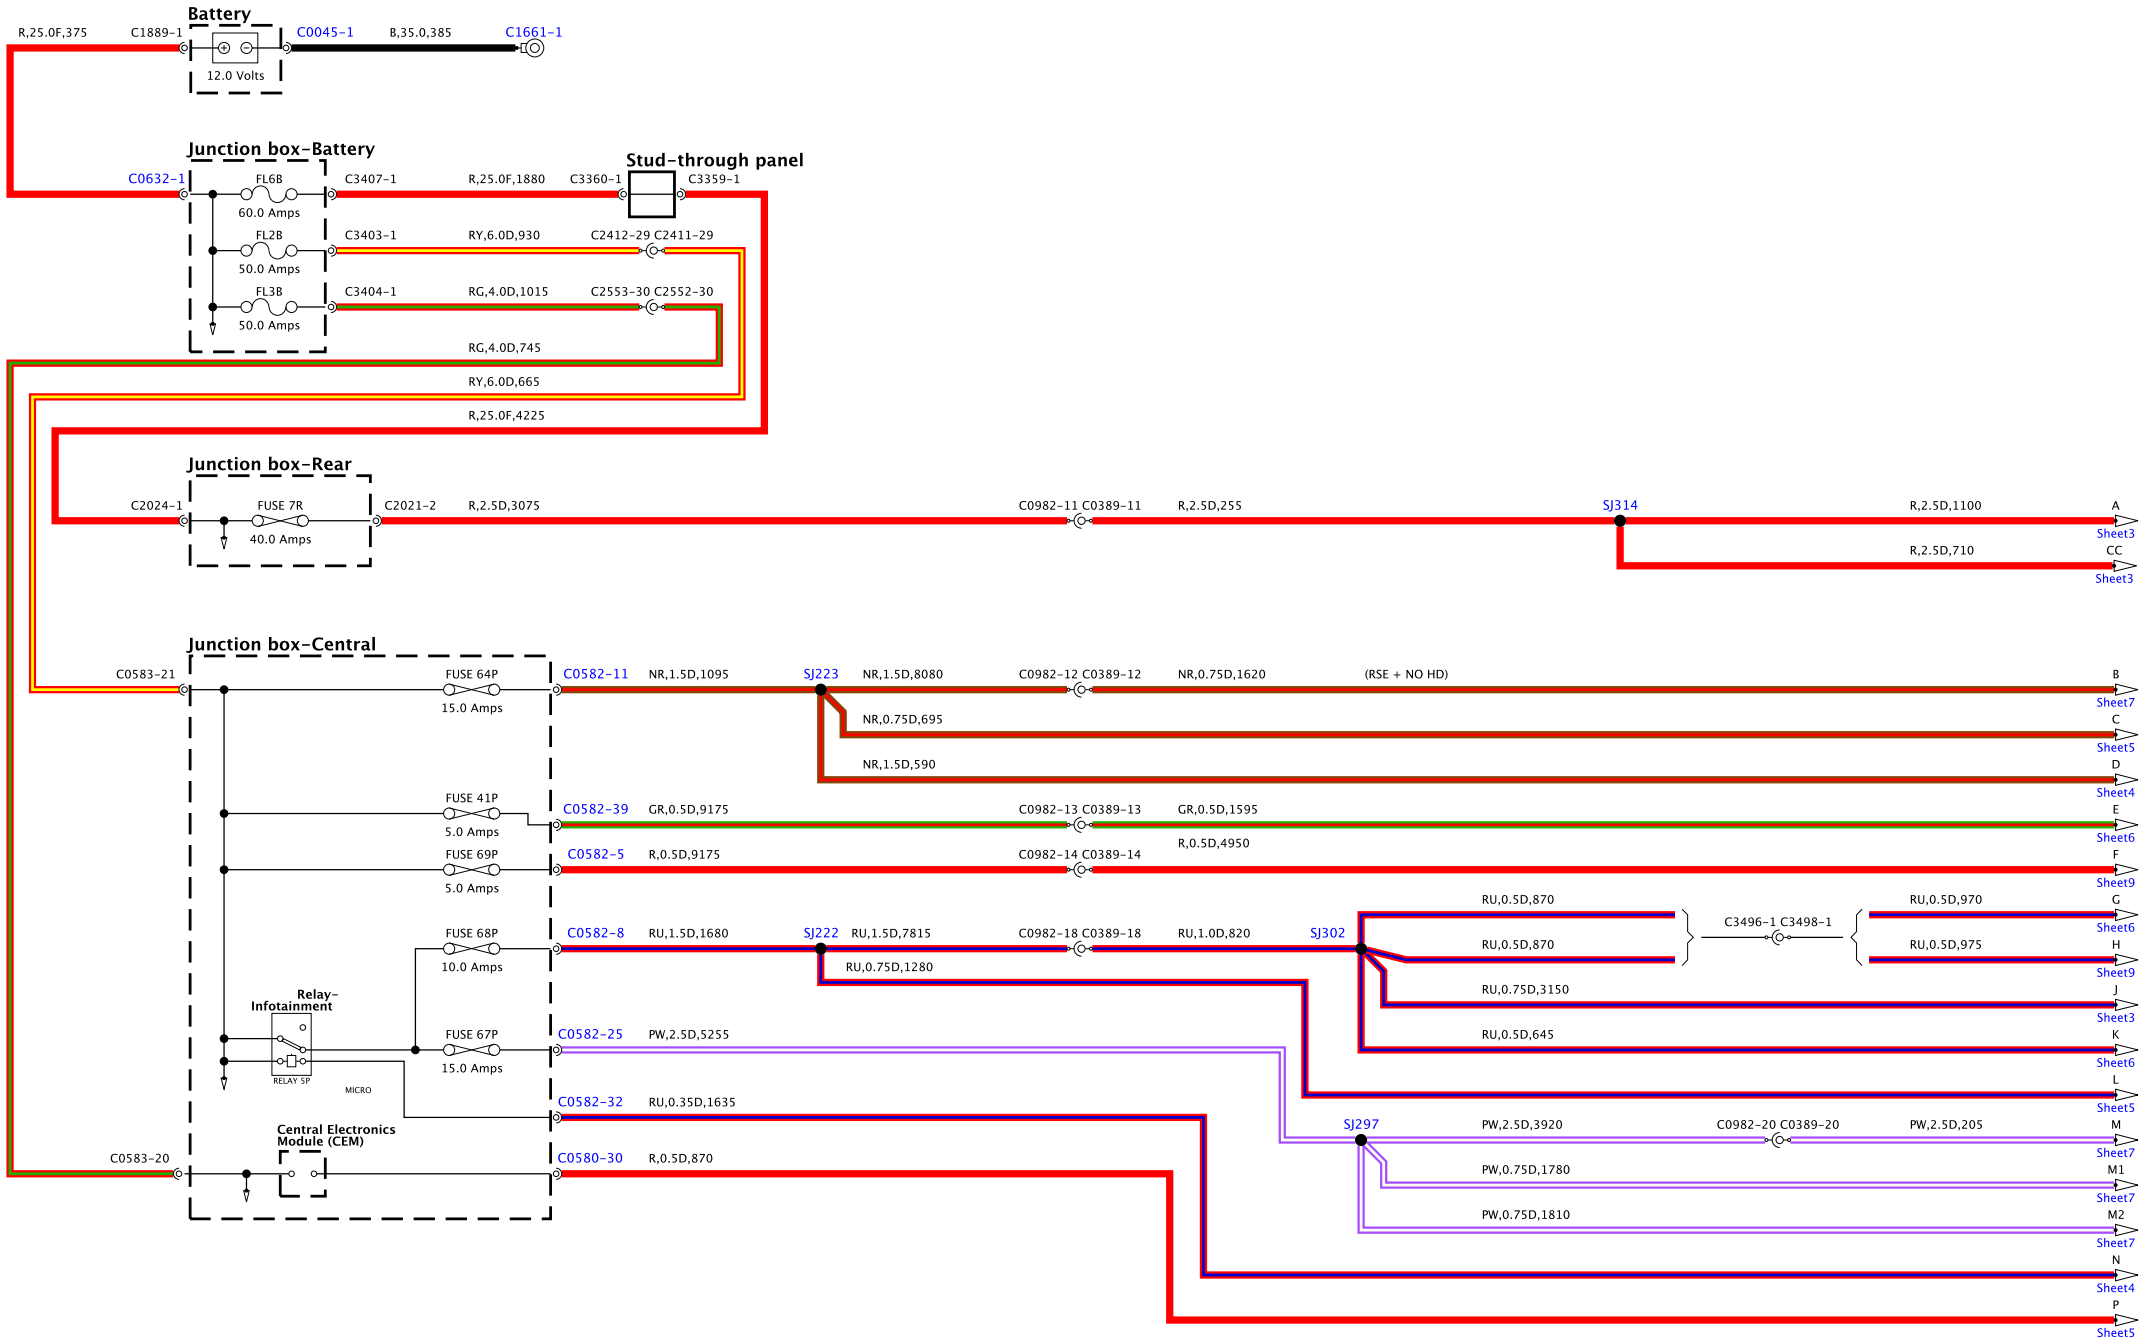 Battery
R,25.0F,375 C1889-1 C0045-1 B,35.0,385 C1661-1
12.0 Volts
Junction box-Battery
Stud-through panel
C0632-1 FL6B C3407-1 R,25.0F,1880 C3360-1 C3359-1
60.0 Amps
FL2B C3403-1 RY,6.0D,930 C2412-29 C2411-29
50.0 Amps
FL3B C3404-1 RG,4.0D,1015 C2553-30 C2552-30
50.0 Amps
RG,4.0D,745
RY,6.0D,665
R,25.0F,4225
Junction box-Rear
C2024-1 FUSE 7R C2021-2 R,2.5D,3075 C0982-11 C0389-11 R,2.5D,255 SJ314 R,2.5D,1100 A
40.0 Amps
Sheet3
R,2.5D,710 CC
Sheet3
Junction box-Central
C0583-21 FUSE 64P C0582-11 NR,1.5D,1095 SJ223 NR,1.5D,8080 C0982-12 C0389-12 NR,0.75D,1620 (RSE + NO HD) B
15.0 Amps
Sheet7
NR,0.75D,695 C
Sheet5
NR,1.5D,590 D
Sheet4
FUSE 41P C0582-39 GR,0.5D,9175 C0982-13 C0389-13 GR,0.5D,1595 E
5.0 Amps
Sheet6
R,0.5D,4950
FUSE 69P C0582-5 R,0.5D,9175 C0982-14 C0389-14 F
5.0 Amps
Sheet9
RU,0.5D,870 RU,0.5D,970 G
C3496-1 C3498-1
Sheet6
FUSE 68P C0582-8 RU,1.5D,1680 SJ222 RU,1.5D,7815 C0982-18 C0389-18 RU,1.0D,820 SJ302
RU,0.5D,870 RU,0.5D,975 H
10.0 Amps
RU,0.75D,1280
Sheet9
RU,0.75D,3150 J
Sheet3
Relay-
Infotainment
FUSE 67P C0582-25 PW,2.5D,5255 RU,0.5D,645 K
15.0 Amps
Sheet6
RELAY 5P
MICRO
L
Sheet5
C0582-32 RU,0.35D,1635
SJ297 PW,2.5D,3920 C0982-20 C0389-20 PW,2.5D,205 M
Sheet7
Central Electronics
Module (CEM)
C0583-20 C0580-30 R,0.5D,870
PW,0.75D,1780 M1
Sheet7
PW,0.75D,1810 M2
Sheet7
N
Sheet4
P
Sheet5